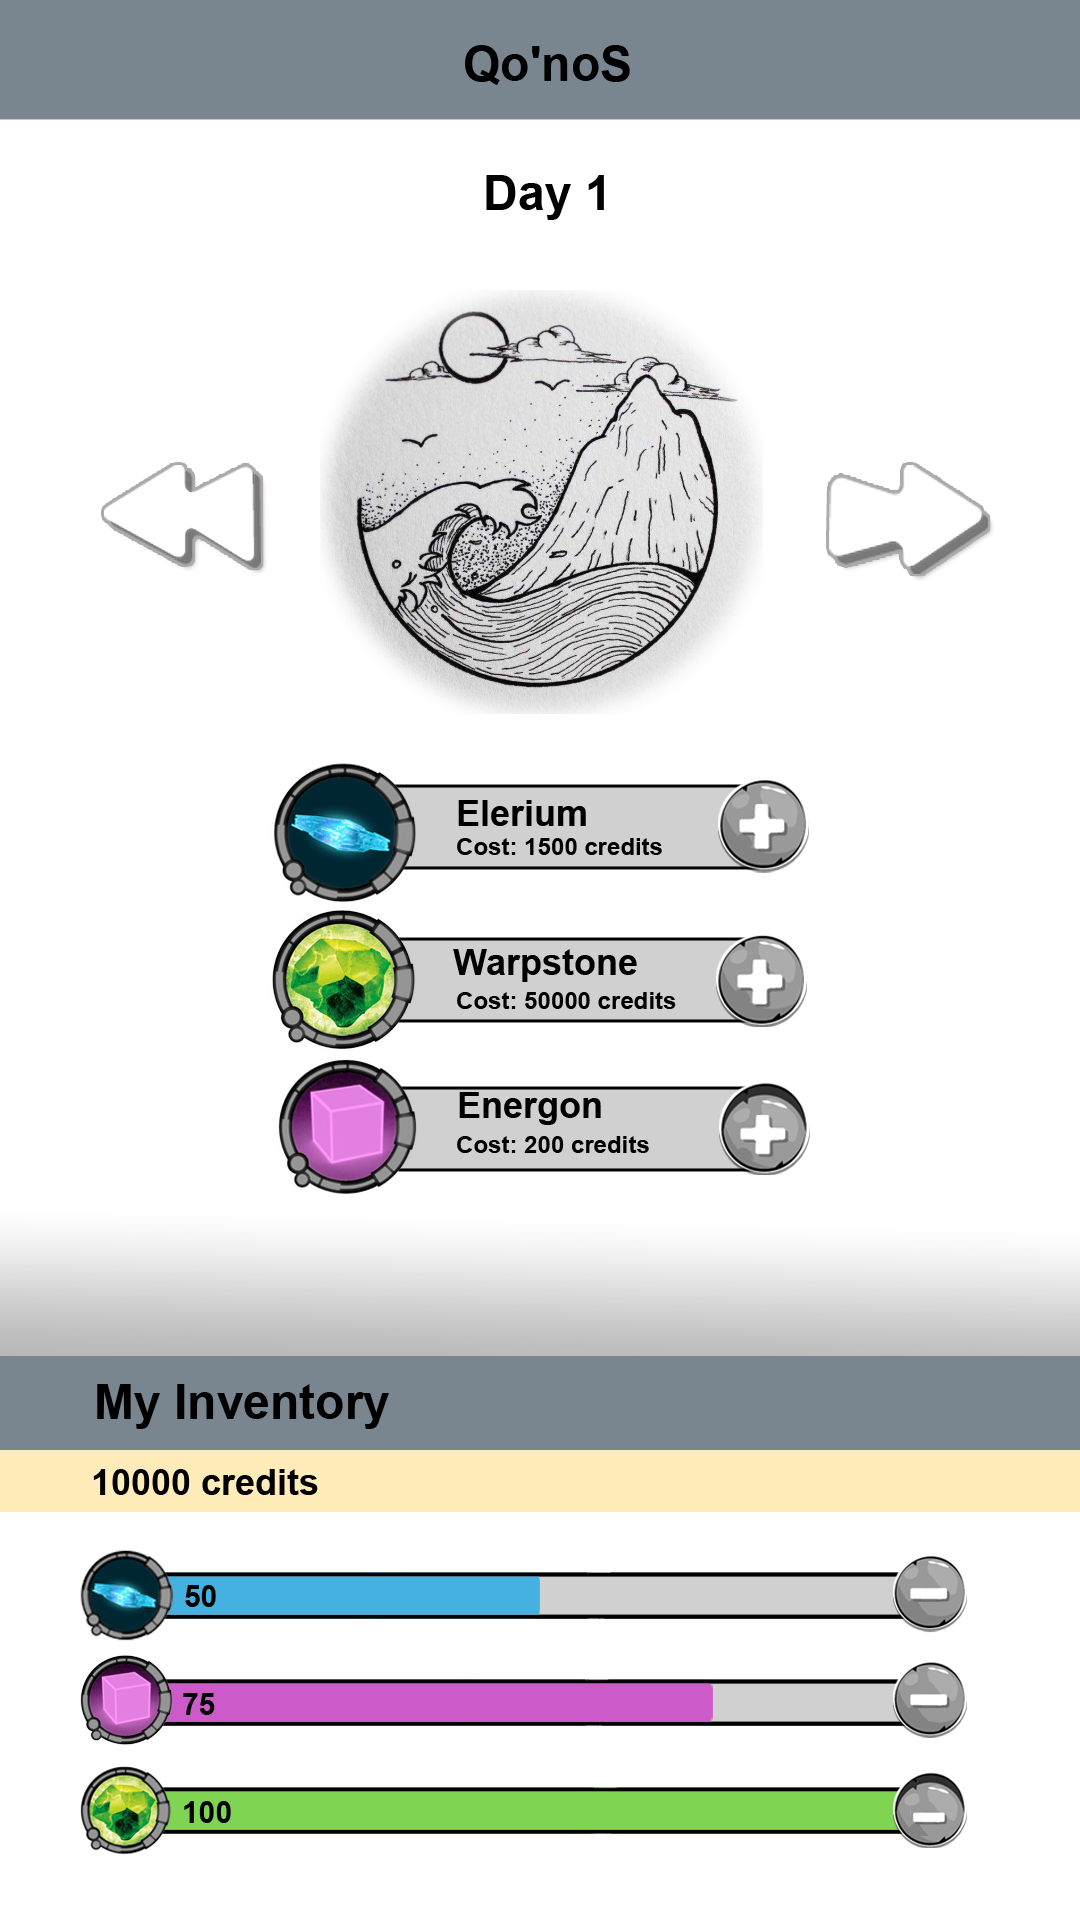 Qo'noS
Day 1
Elerium
Cost: 1500 credits
Warpstone
Cost: 50000 credits
Energon
Cost: 200 credits
My Inventory
10000 credits
50
75
100